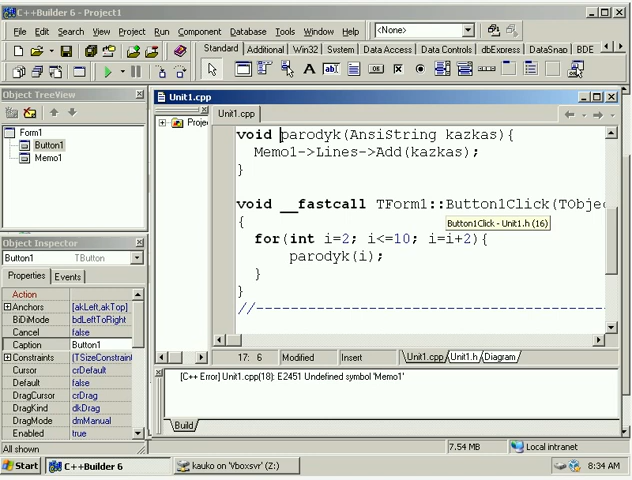 C++Builder 6 - Project1
File Edit Search View Project Run Component Database Tools Window Help
<None>
Standard Additional Win32 System Data Access Data Controls dbExpress DataSnap BDE
Object TreeView
Form1
Button1
Memo1
Unit1.cpp
Proje
Unit1.cpp
void parodyk(AnsiString kazkas){
Memo1->Lines->Add(kazkas);
}
void __fastcall TForm1::Button1Click(TObje
Button1Click - Unit1.h (16)
{
for(int i=2; i<=10; i=i+2){
parodyk(i);
}
}
//------------------------------------------
17: 6 Modified Insert Unit1.cpp Unit1.h Diagram
Object Inspector
Button1 TButton
Properties Events
Action
Anchors [akLeft,akTop]
BiDiMode bdLeftToRight
Cancel false
Caption Button1
Constraints (TSizeConstraint
Cursor crDefault
Default false
DragCursor crDrag
DragKind dkDrag
DragMode dmManual
Enabled true
All shown
[C++ Error] Unit1.cpp(18): E2451 Undefined symbol 'Memo1'
Build
7.54 MB Local intranet
Start C++Builder 6 kauko on 'Vboxsvr' (Z:) 8:34 AM